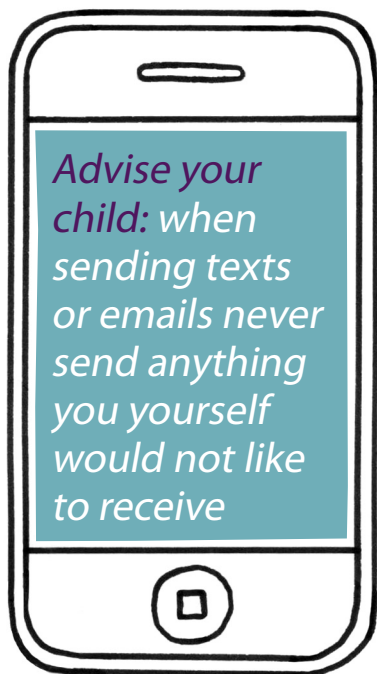 Advise your
child: when
sending texts
or emails never
send anything
you yourself
would not like
to receive